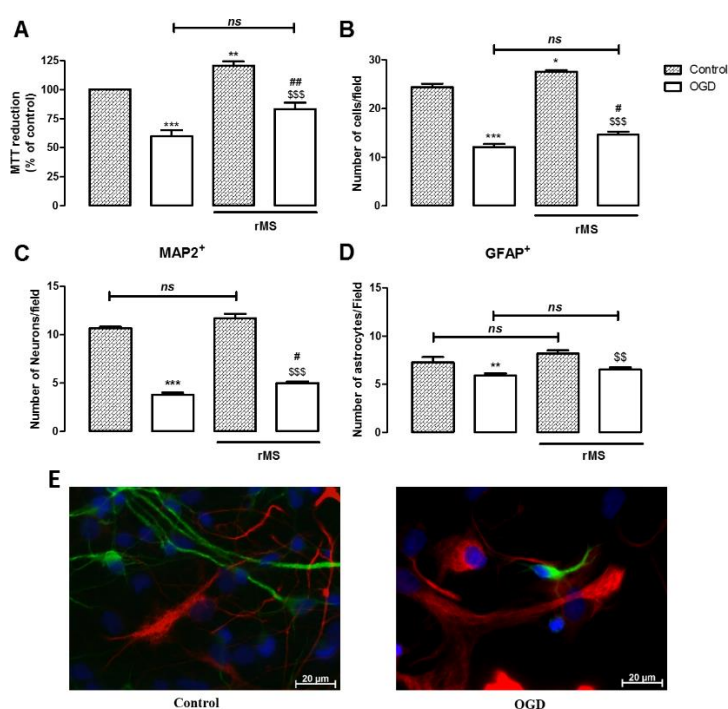 A
ns
MTT reduction
(% of control)
125
100
75
50
25
0
***
**
##
$$$
rMS
B
ns
Number of cells/field
30
20
10
0
***
*
#
$$$
rMS
Control
OGD
C
MAP2+
ns
Number of Neurons/field
15
10
5
0
***
#
$$$
rMS
D
GFAP+
ns
ns
Number of astrocytes/Field
15
10
5
0
**
$$
rMS
E
20 µm
20 µm
Control
OGD